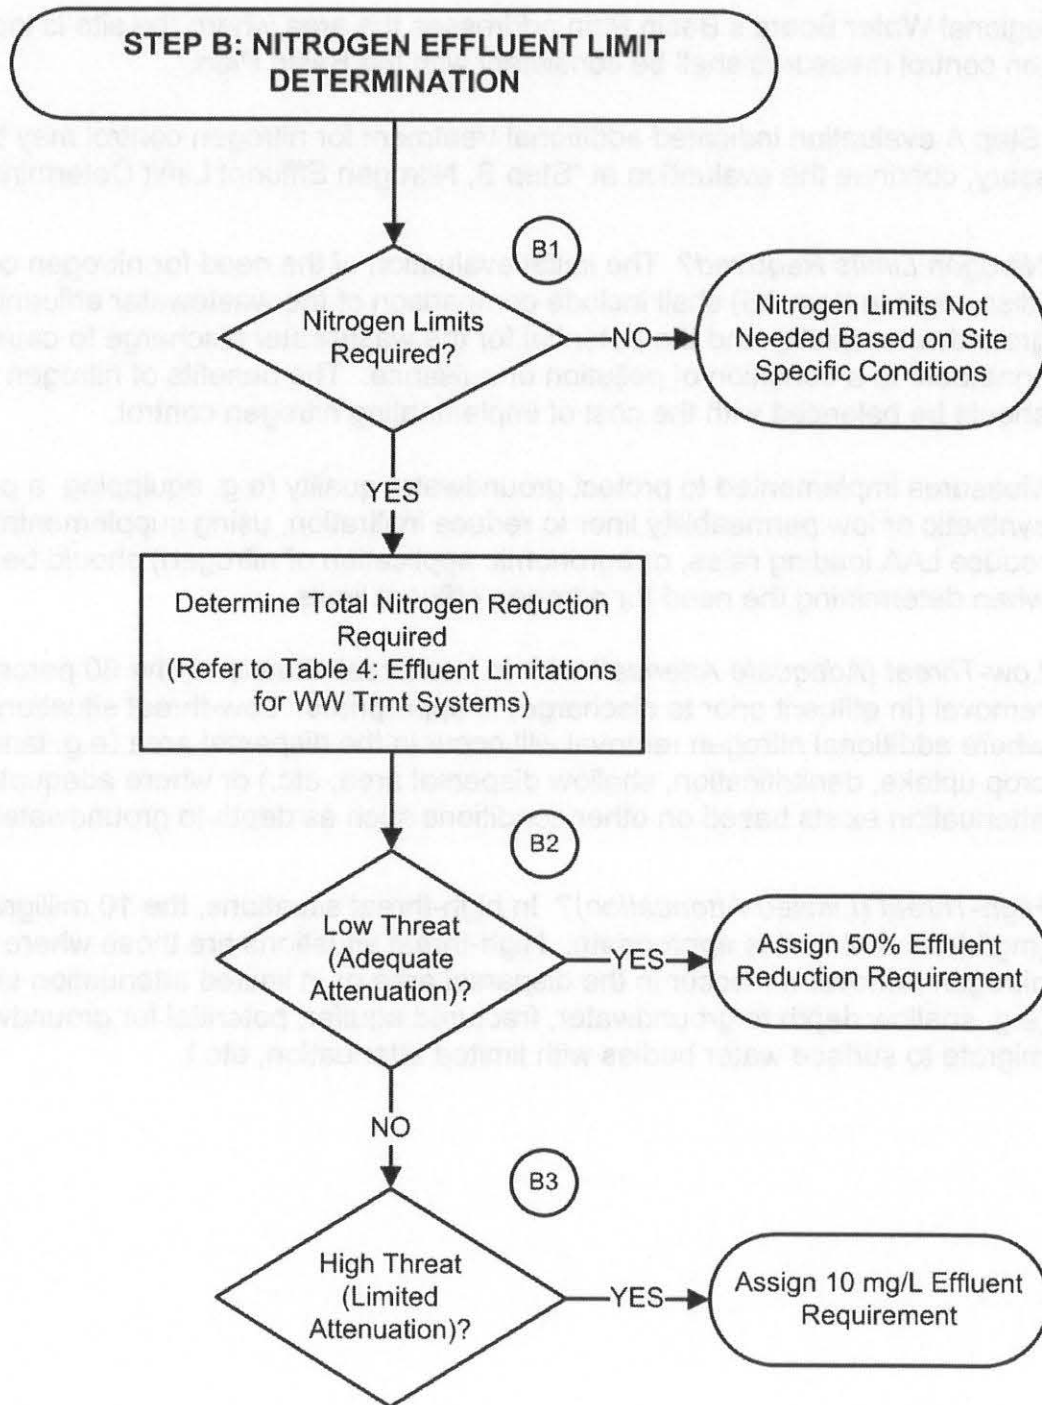 STEP B: NITROGEN EFFLUENT LIMIT
DETERMINATION
B1
Nitrogen Limits
Required?
NO
Nitrogen Limits Not
Needed Based on Site
Specific Conditions
YES
Determine Total Nitrogen Reduction
Required
(Refer to Table 4: Effluent Limitations
for WW Trmt Systems)
B2
Low Threat
(Adequate
Attenuation)?
YES
Assign 50% Effluent
Reduction Requirement
NO
B3
High Threat
(Limited
Attenuation)?
YES
Assign 10 mg/L Effluent
Requirement